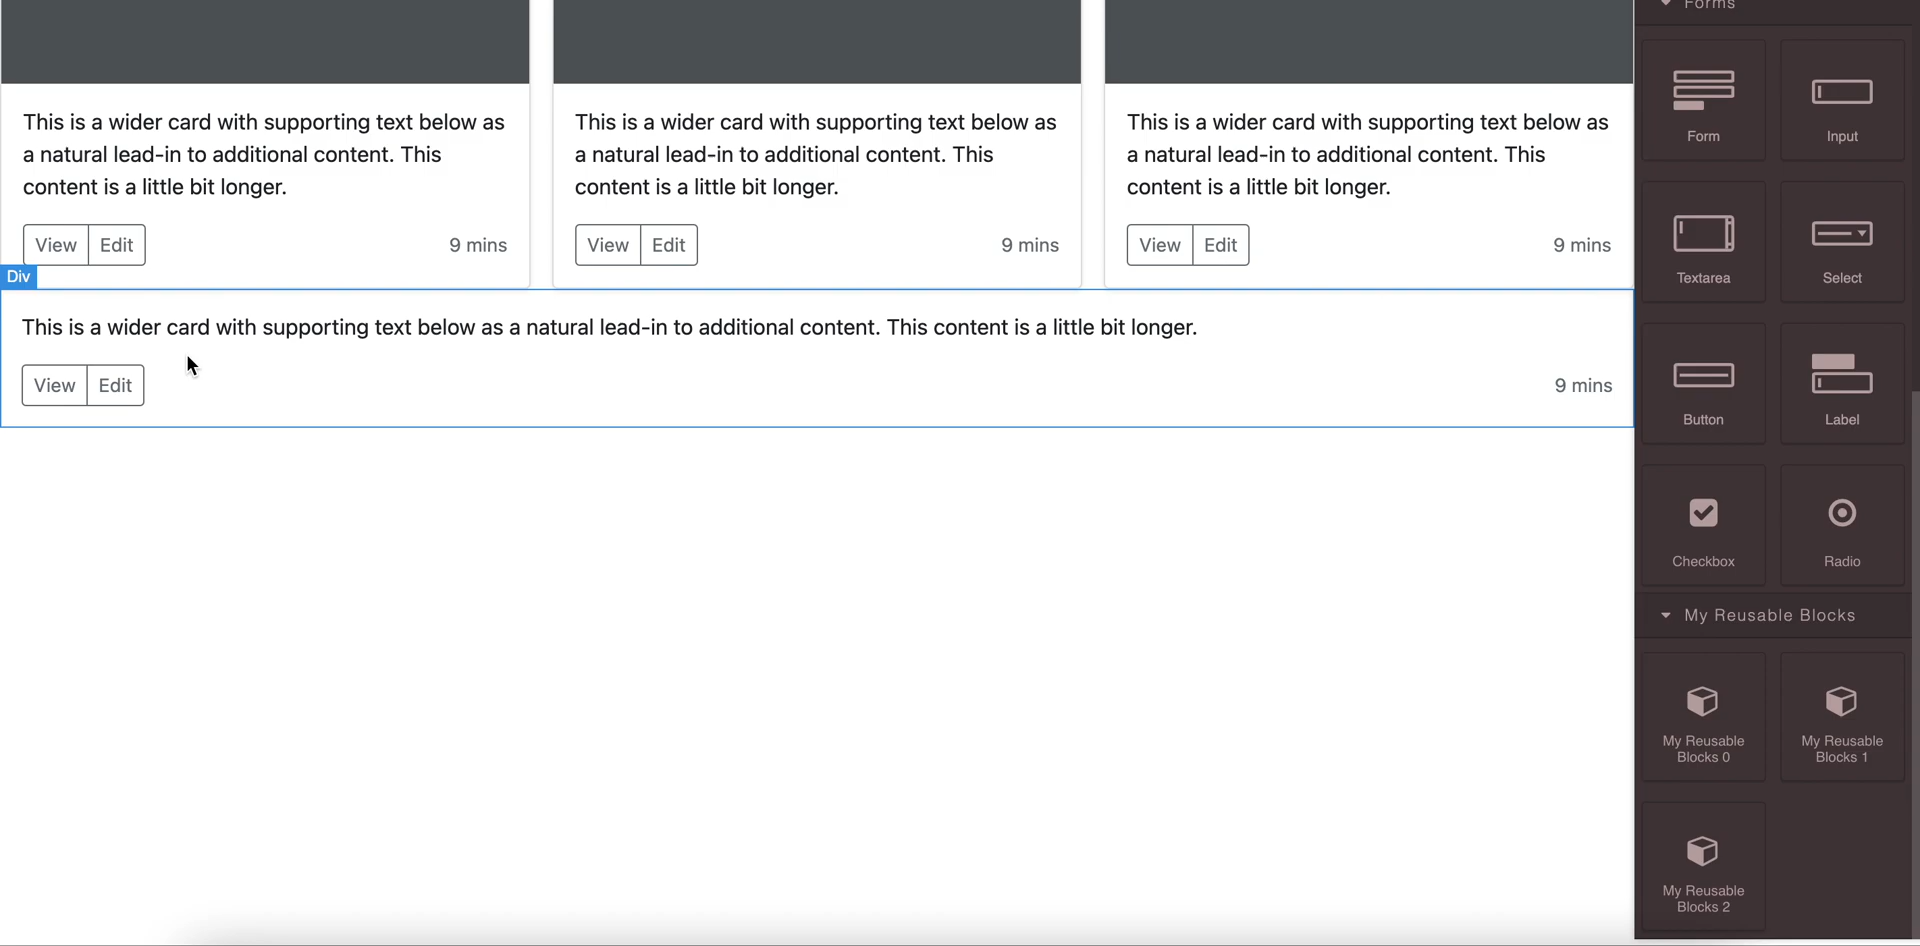 This is a wider card with supporting text below as
a natural lead-in to additional content. This
content is a little bit longer.
View Edit 9 mins
This is a wider card with supporting text below as
a natural lead-in to additional content. This
content is a little bit longer.
View Edit 9 mins
This is a wider card with supporting text below as
a natural lead-in to additional content. This
content is a little bit longer.
View Edit 9 mins
Div
This is a wider card with supporting text below as a natural lead-in to additional content. This content is a little bit longer.
View Edit 9 mins
Forms
Form
Input
Textarea
Select
Button
Label
Checkbox
Radio
My Reusable Blocks
My Reusable
Blocks 0
My Reusable
Blocks 1
My Reusable
Blocks 2